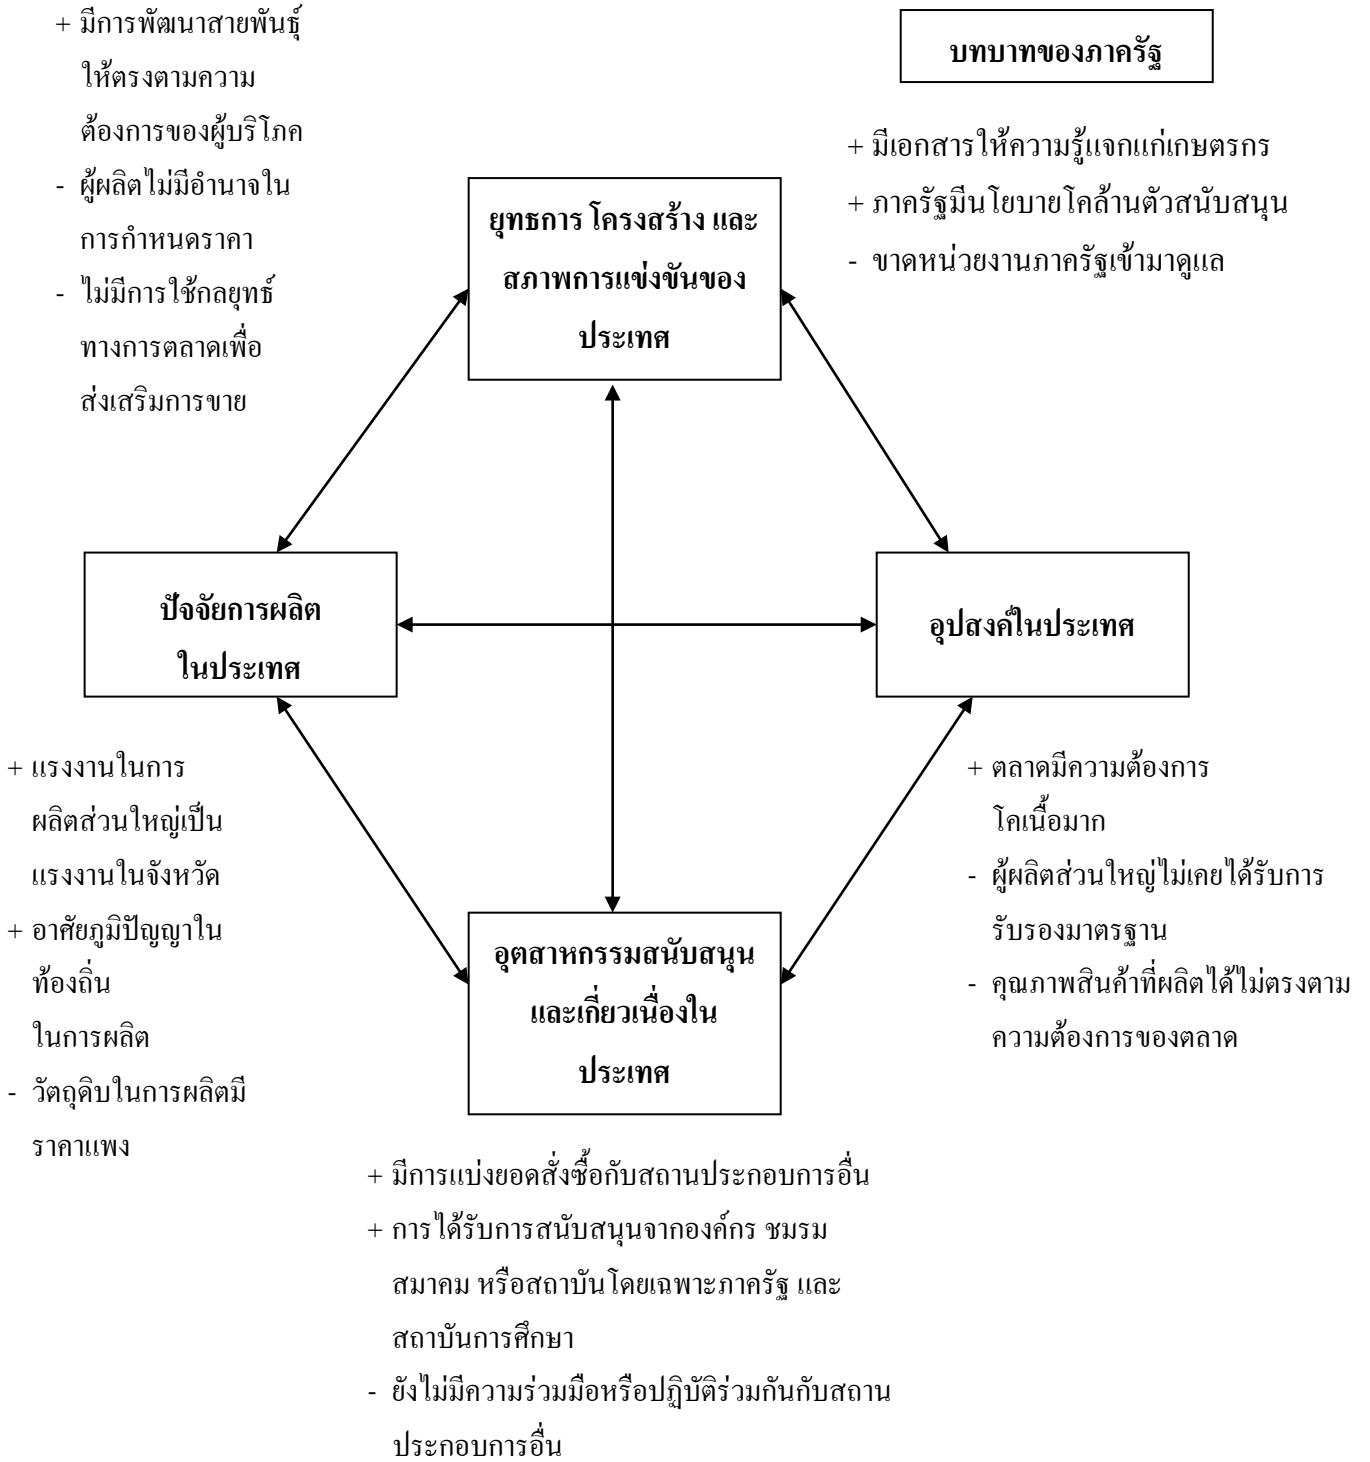 + มีการพัฒนาสายพันธุ์
ให้ตรงตามความ
ต้องการของผู้บริโภค
- ผู้ผลิตไม่มีอำนาจใน
การกำหนดราคา
- ไม่มีการใช้กลยุทธ์
ทางการตลาดเพื่อ
ส่งเสริมการขาย
บทบาทของภาครัฐ
+ มีเอกสารให้ความรู้แจกแก่เกษตรกร
+ ภาครัฐมีนโยบายโคล้านตัวสนับสนุน
- ขาดหน่วยงานภาครัฐเข้ามาดูแล
ยุทธการ โครงสร้าง และ
สภาพการแข่งขันของ
ประเทศ
ปัจจัยการผลิต
ในประเทศ
อุปสงค์ในประเทศ
+ แรงงานในการ
ผลิตส่วนใหญ่เป็น
แรงงานในจังหวัด
+ อาศัยภูมิปัญญาใน
ท้องถิ่น
ในการผลิต
- วัตถุดิบในการผลิตมี
ราคาแพง
+ ตลาดมีความต้องการ
โคเนื้อมาก
- ผู้ผลิตส่วนใหญ่ไม่เคยได้รับการ
รับรองมาตรฐาน
- คุณภาพสินค้าที่ผลิตได้ไม่ตรงตาม
ความต้องการของตลาด
อุตสาหกรรมสนับสนุน
และเกี่ยวเนื่องใน
ประเทศ
+ มีการแบ่งยอดสั่งซื้อกับสถานประกอบการอื่น
+ การได้รับการสนับสนุนจากองค์กร ชมรม
สมาคม หรือสถาบันโดยเฉพาะภาครัฐ และ
สถาบันการศึกษา
- ยังไม่มีความร่วมมือหรือปฏิบัติร่วมกันกับสถาน
ประกอบการอื่น